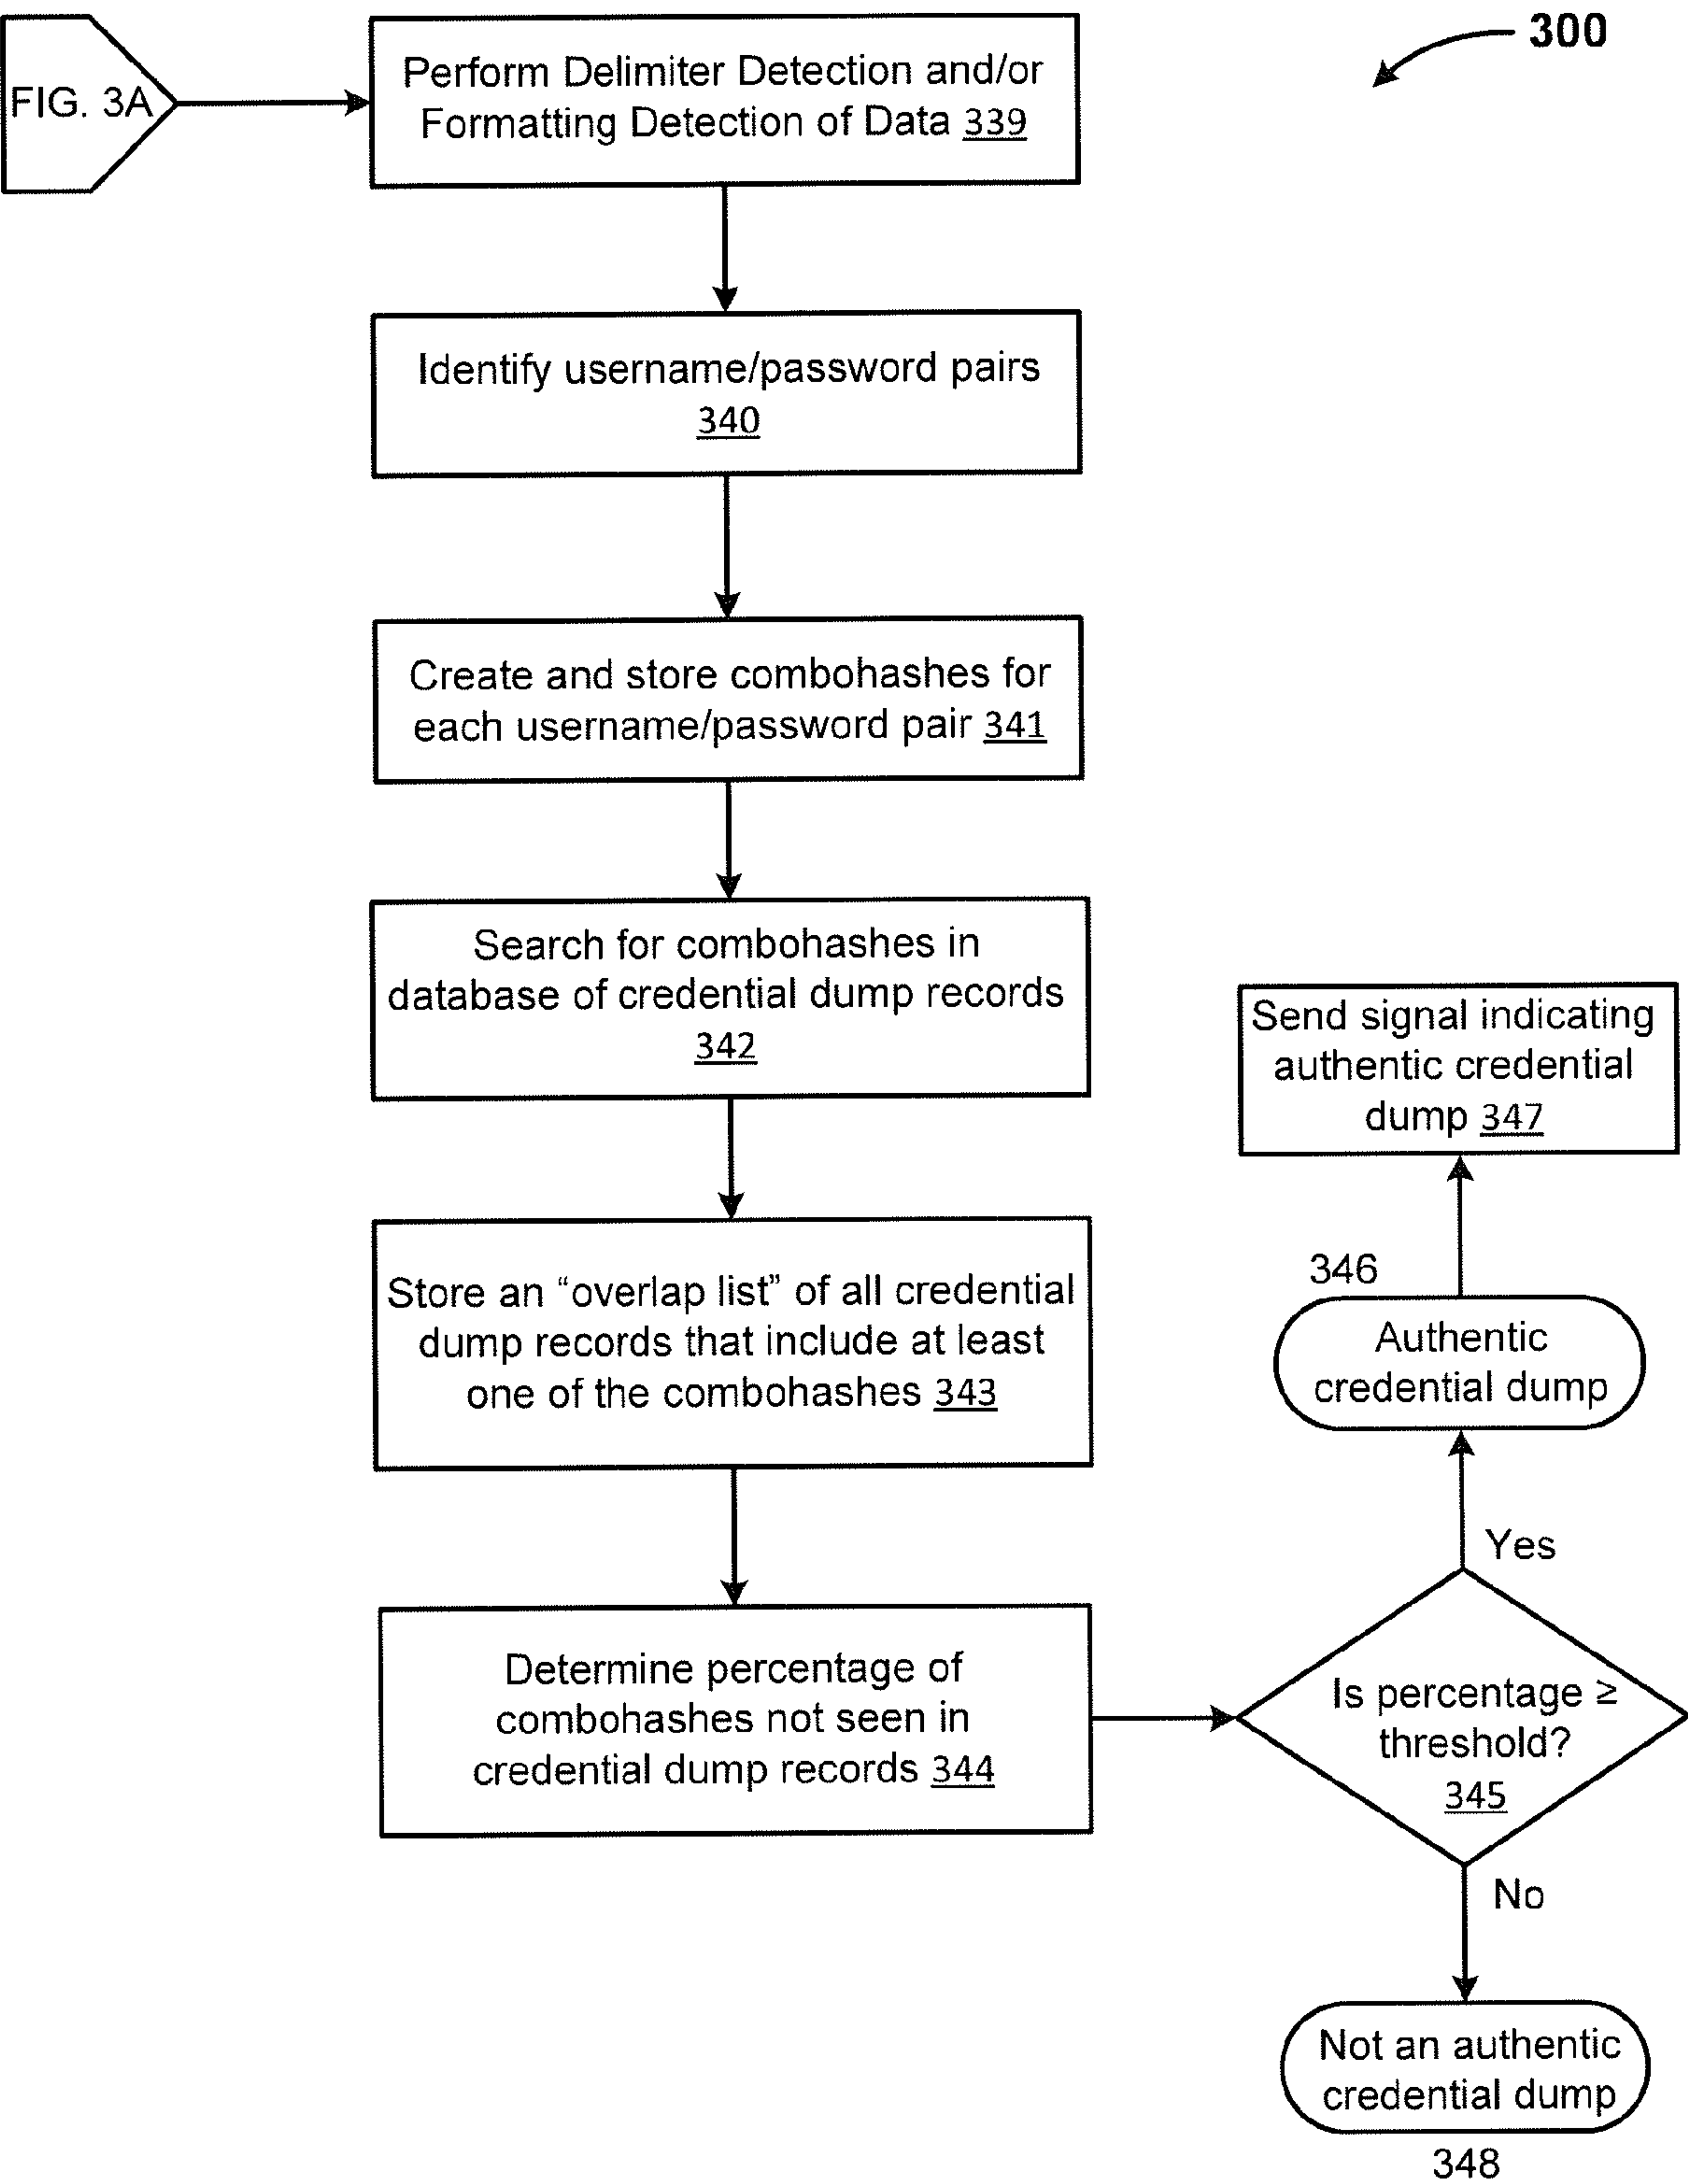 300
FIG. 3A
Perform Delimiter Detection and/or
Formatting Detection of Data 339
Identify username/password pairs
340
Create and store combohashes for
each username/password pair 341
Search for combohashes in
database of credential dump records
342
Store an “overlap list” of all credential
dump records that include at least
one of the combohashes 343
Determine percentage of
combohashes not seen in
credential dump records 344
Is percentage ≥
threshold?
345
Yes
346
Authentic
credential dump
Send signal indicating
authentic credential
dump 347
No
Not an authentic
credential dump
348